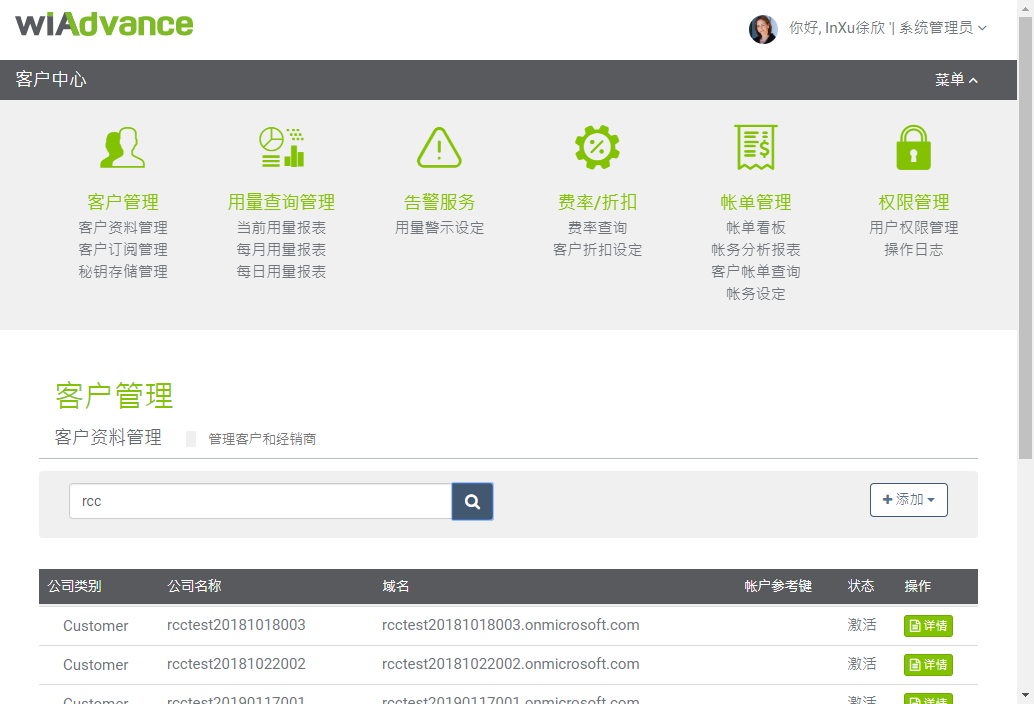 wiAdvance
你好, InXu徐欣 '| 系统管理员
客户中心
菜单
客户管理
客户资料管理
客户订阅管理
秘钥存储管理
用量查询管理
当前用量报表
每月用量报表
每日用量报表
告警服务
用量警示设定
费率/折扣
费率查询
客户折扣设定
帐单管理
帐单看板
帐务分析报表
客户帐单查询
帐务设定
权限管理
用户权限管理
操作日志
客户管理
客户资料管理 管理客户和经销商
rcc
添加
公司类别 公司名称 域名 帐户参考键 状态 操作
Customer rcctest20181018003 rcctest20181018003.onmicrosoft.com 激活 详情
Customer rcctest20181022002 rcctest20181022002.onmicrosoft.com 激活 详情
Customer rcctest20190117001 rcctest20190117001.onmicrosoft.com 激活 详情